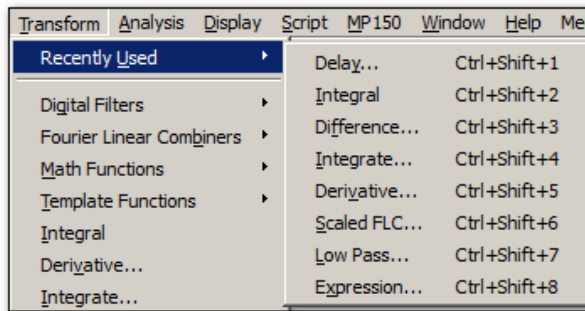 Transform Analysis Display Script MP150 Window Help Me
Recently Used
Digital Filters
Fourier Linear Combiners
Math Functions
Template Functions
Integral
Derivative...
Integrate...
Delay... Ctrl+Shift+1
Integral Ctrl+Shift+2
Difference... Ctrl+Shift+3
Integrate... Ctrl+Shift+4
Derivative... Ctrl+Shift+5
Scaled FLC... Ctrl+Shift+6
Low Pass... Ctrl+Shift+7
Expression... Ctrl+Shift+8